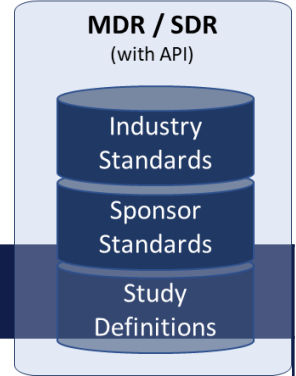 MDR / SDR
(with API)
Industry
Standards
Sponsor
Standards
Study
Definitions